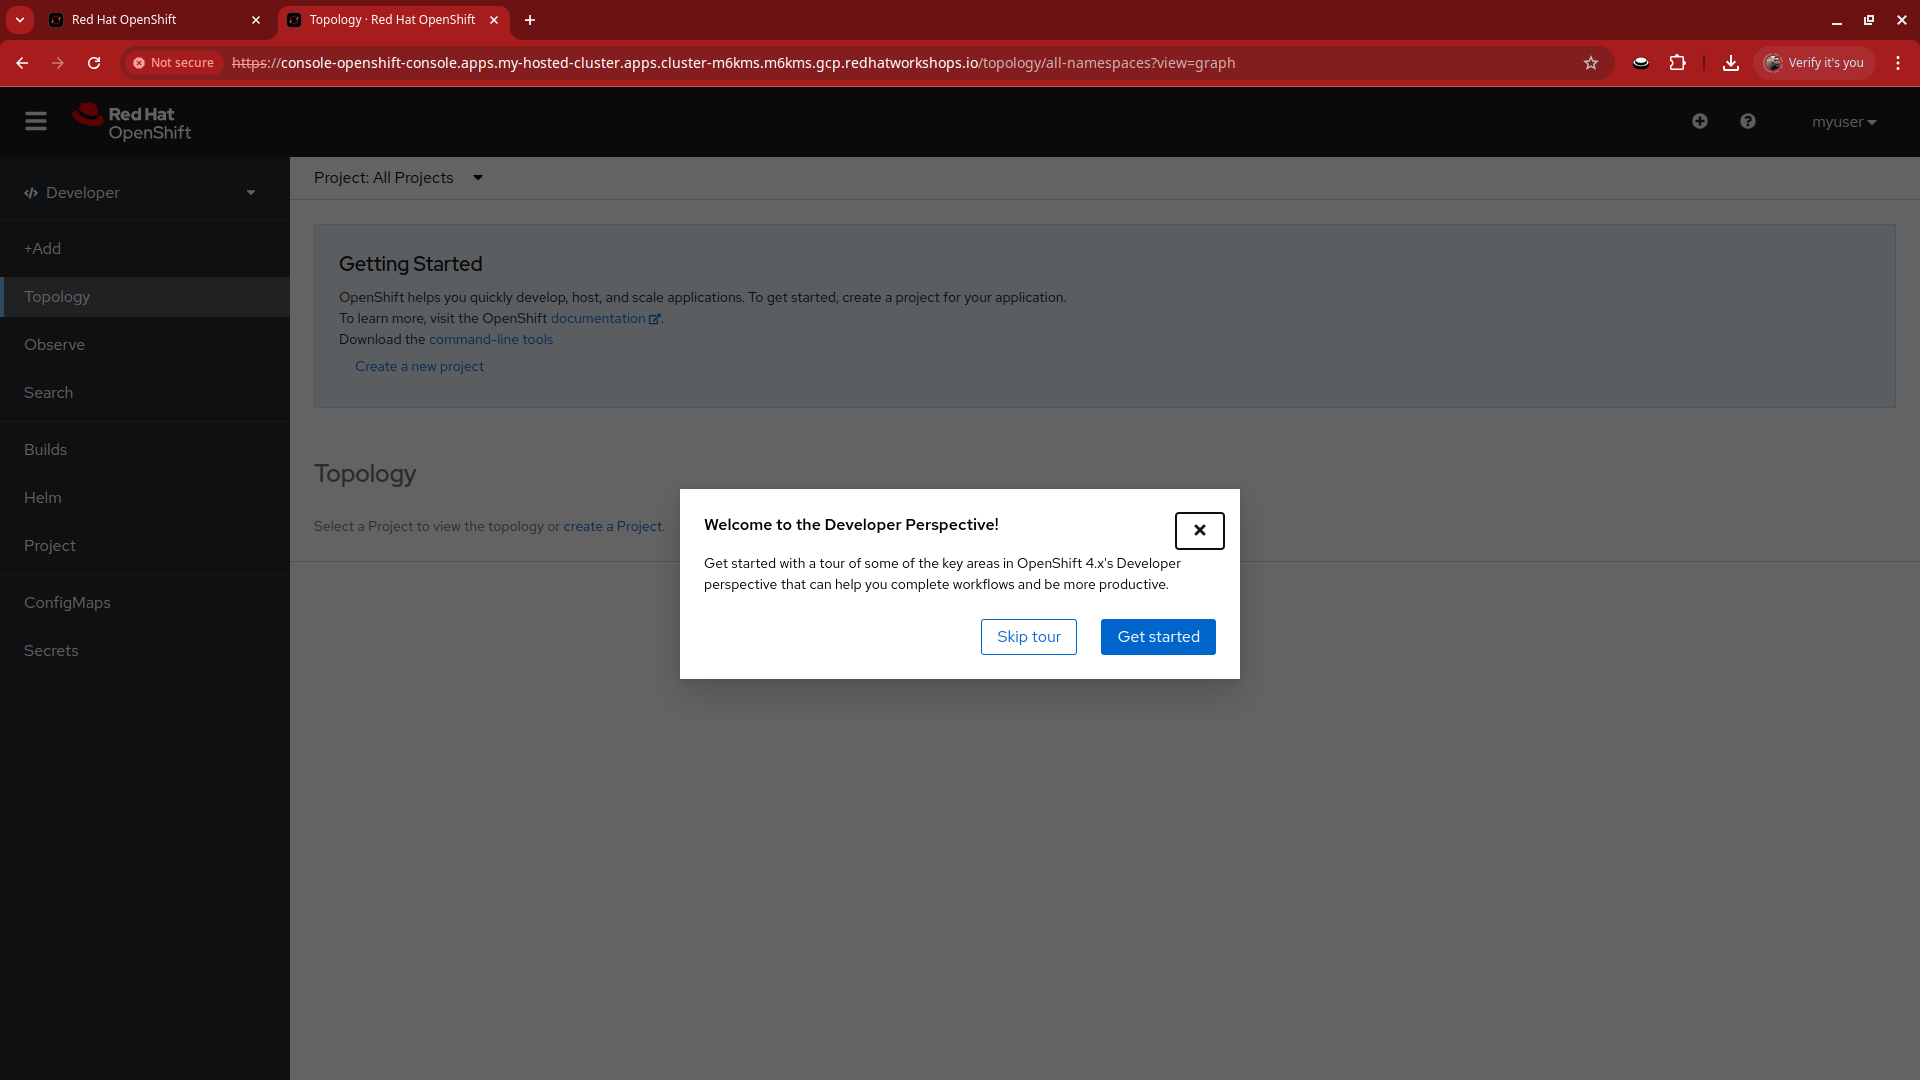 Red Hat OpenShift
Topology · Red Hat OpenShift
Not secure
https://console-openshift-console.apps.my-hosted-cluster.apps.cluster-m6kms.m6kms.gcp.redhatworkshops.io/topology/all-namespaces?view=graph
Verify it's you
Red Hat
OpenShift
myuser
Developer
+Add
Topology
Observe
Search
Builds
Helm
Project
ConfigMaps
Secrets
Project: All Projects
Getting Started
OpenShift helps you quickly develop, host, and scale applications. To get started, create a project for your application.
To learn more, visit the OpenShift documentation.
Download the command-line tools
Create a new project
Topology
Select a Project to view the topology or create a Project.
Welcome to the Developer Perspective!
Get started with a tour of some of the key areas in OpenShift 4.x's Developer
perspective that can help you complete workflows and be more productive.
Skip tour
Get started